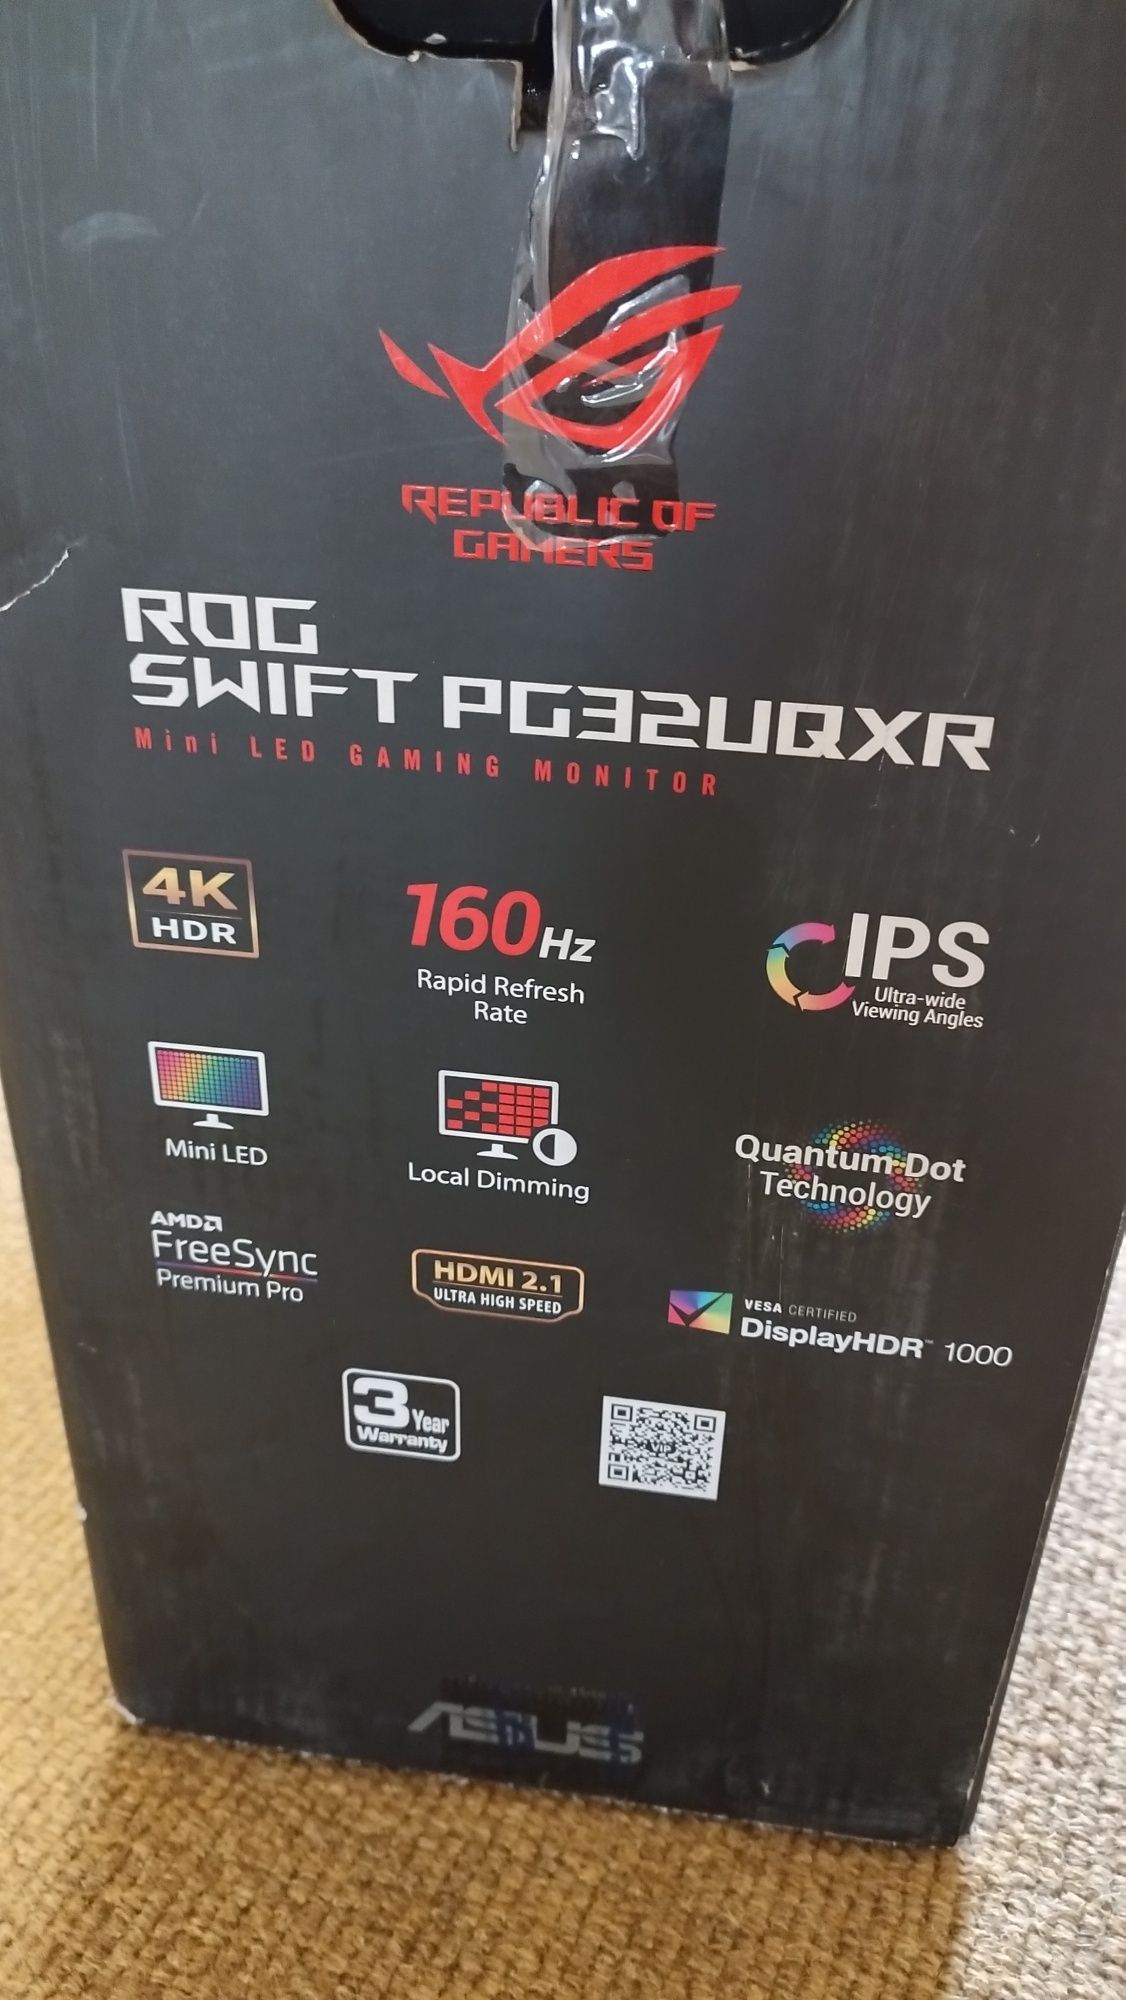 REPUBLIC OF
GAMERS
ROG
SWIFT PG32UQXR
Mini LED GAMING MONITOR
4K
HDR
160Hz
Rapid Refresh
Rate
IPS
Ultra-wide
Viewing Angles
Mini LED
Local Dimming
Quantum Dot
Technology
AMD
FreeSync
Premium Pro
HDMI 2.1
ULTRA HIGH SPEED
VESA CERTIFIED
DisplayHDR™ 1000
3 Year
Warranty
VIP
ASUS